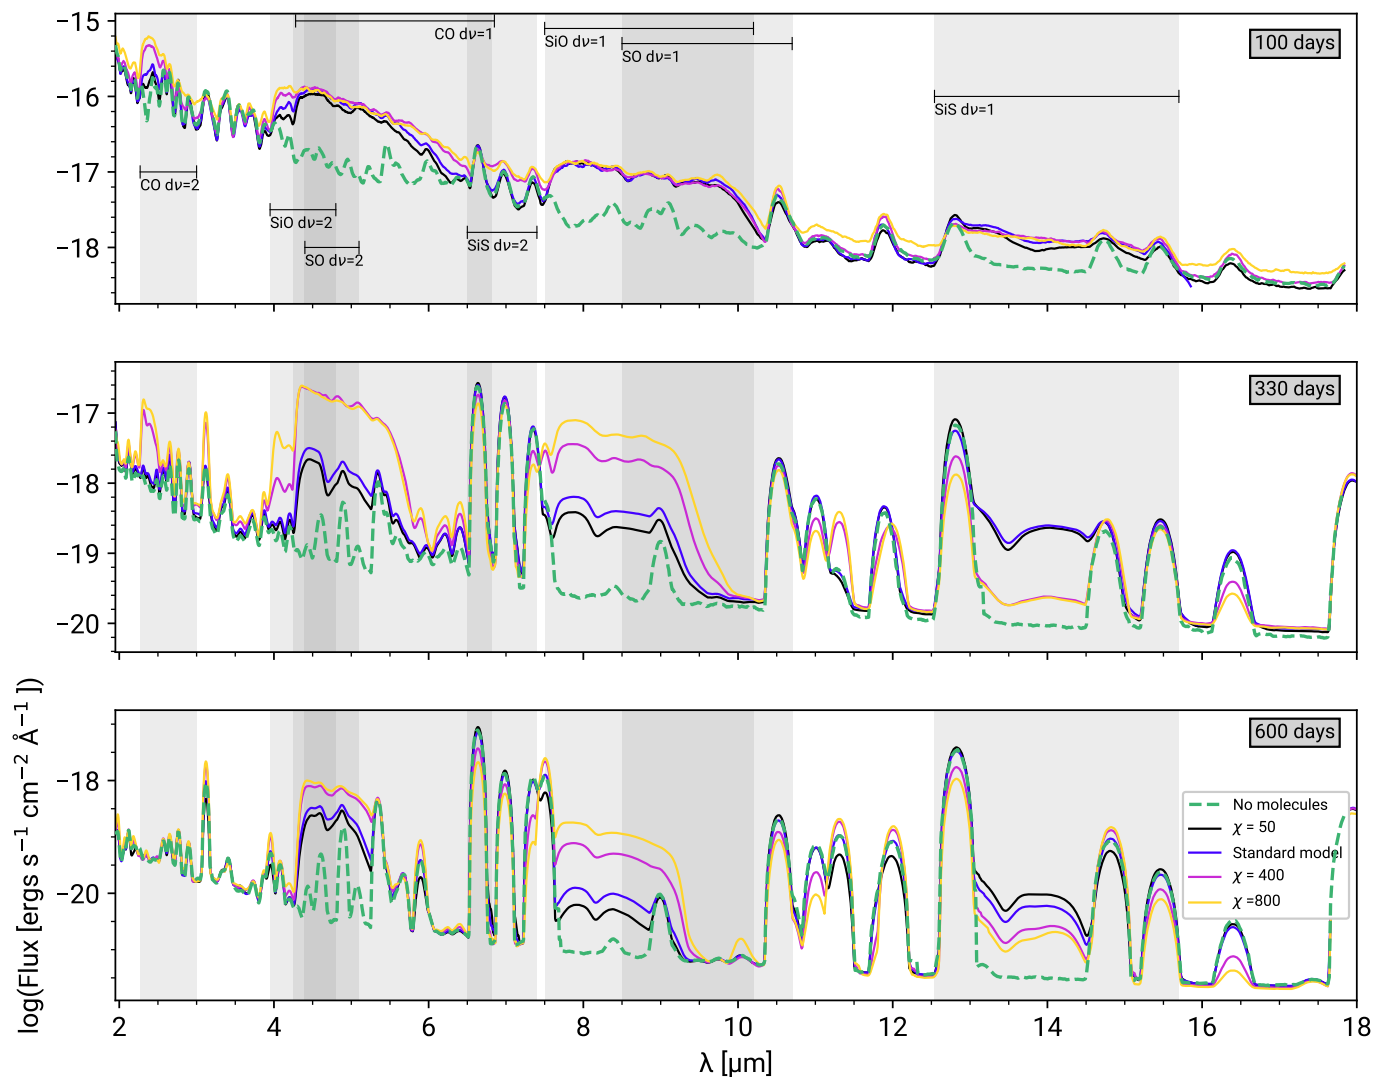 −15
−16
−17
−18
100 days
CO dν=1
SiO dν=1
SO dν=1
SiS dν=1
CO dν=2
SiO dν=2
SO dν=2
SiS dν=2
−17
−18
−19
−20
330 days
−18
−20
600 days
No molecules
χ = 50
Standard model
χ = 400
χ =800
2 4 6 8 10 12 14 16 18
λ [μm]
log(Flux [ergs s⁻¹ cm⁻² Å⁻¹ ])